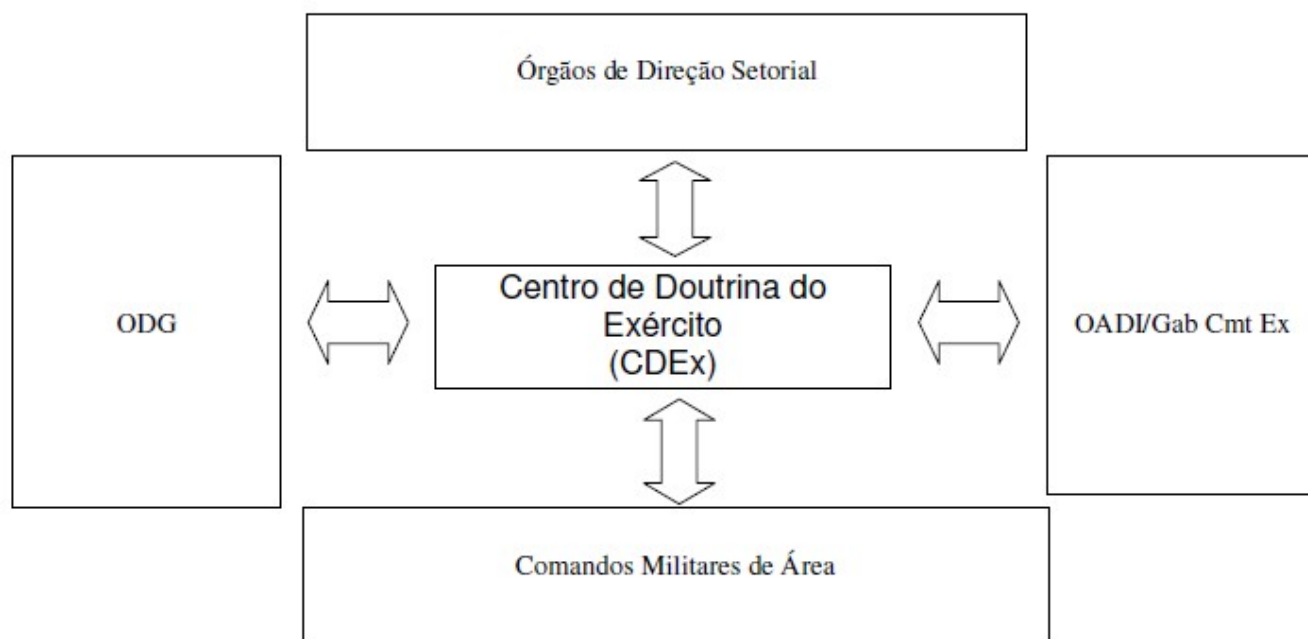 Órgãos de Direção Setorial
ODG
Centro de Doutrina do
Exército
(CDEx)
OADI/Gab Cmt Ex
Comandos Militares de Área